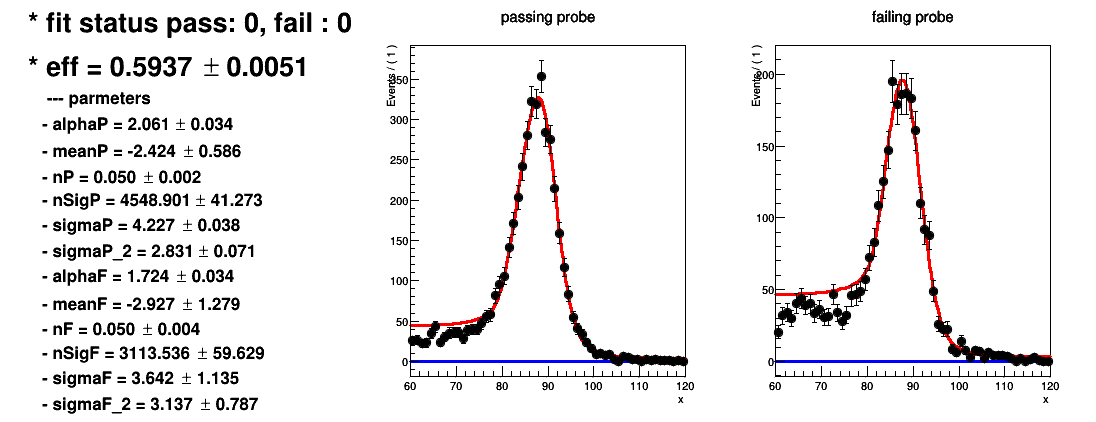 * fit status pass: 0, fail : 0
* eff = 0.5937 ± 0.0051
--- parmeters
- alphaP = 2.061 ± 0.034
- meanP = -2.424 ± 0.586
- nP = 0.050 ± 0.002
- nSigP = 4548.901 ± 41.273
- sigmaP = 4.227 ± 0.038
- sigmaP_2 = 2.831 ± 0.071
- alphaF = 1.724 ± 0.034
- meanF = -2.927 ± 1.279
- nF = 0.050 ± 0.004
- nSigF = 3113.536 ± 59.629
- sigmaF = 3.642 ± 1.135
- sigmaF_2 = 3.137 ± 0.787
passing probe
Events / ( 1 )
350
300
250
200
150
100
50
0
60 70 80 90 100 110 120
x
failing probe
Events / ( 1 )
200
150
100
50
0
60 70 80 90 100 110 120
x